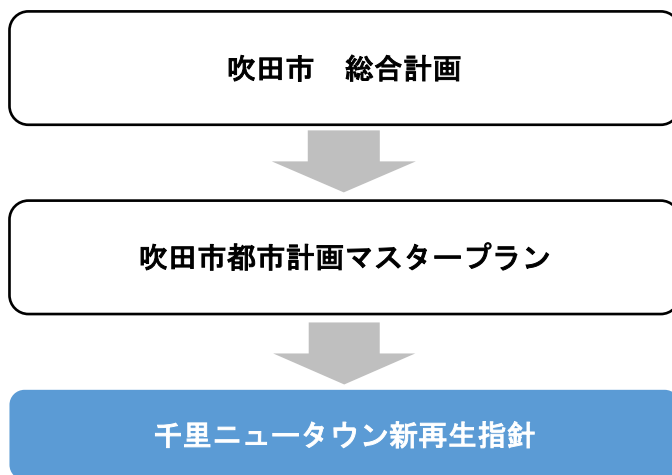 吹田市　総合計画
吹田市都市計画マスタープラン
千里ニュータウン新再生指針